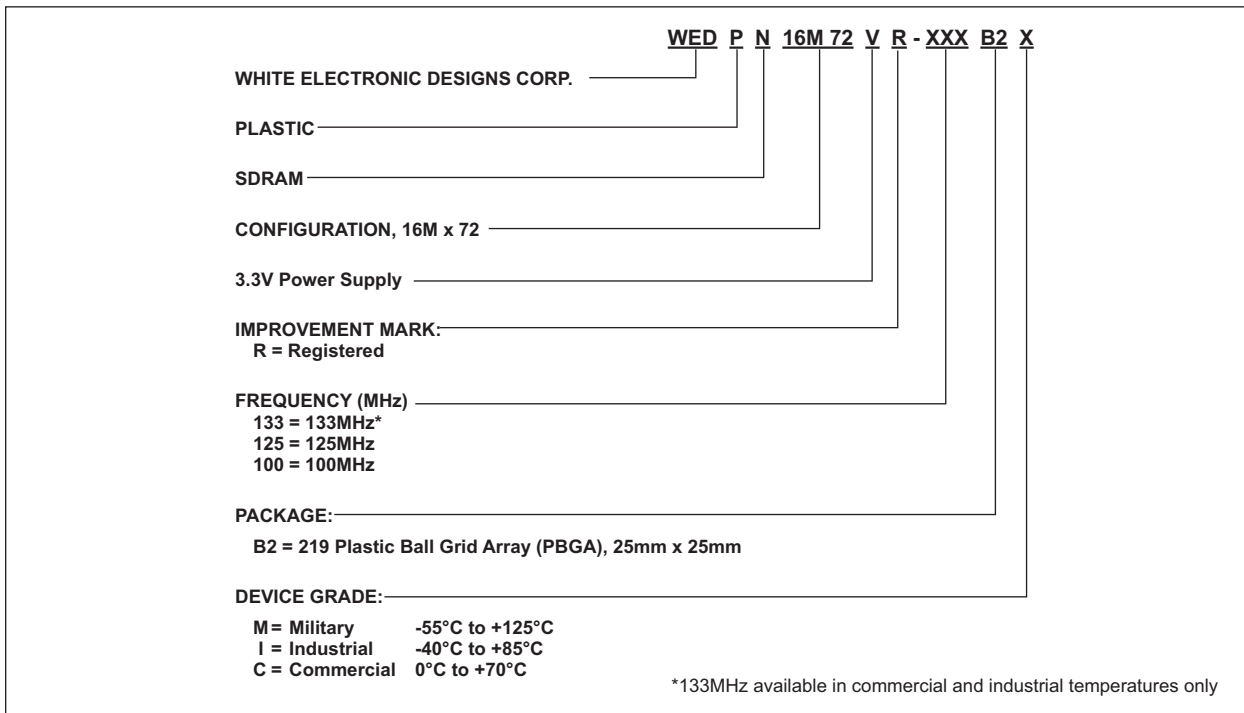 WED P N 16M 72 V R - XXX B2 X
WHITE ELECTRONIC DESIGNS CORP.
PLASTIC
SDRAM
CONFIGURATION, 16M x 72
3.3V Power Supply
IMPROVEMENT MARK:
R = Registered
FREQUENCY (MHz)
133 = 133MHz*
125 = 125MHz
100 = 100MHz
PACKAGE:
B2 = 219 Plastic Ball Grid Array (PBGA), 25mm x 25mm
DEVICE GRADE:
M = Military -55°C to +125°C
I = Industrial -40°C to +85°C
C = Commercial 0°C to +70°C
*133MHz available in commercial and industrial temperatures only